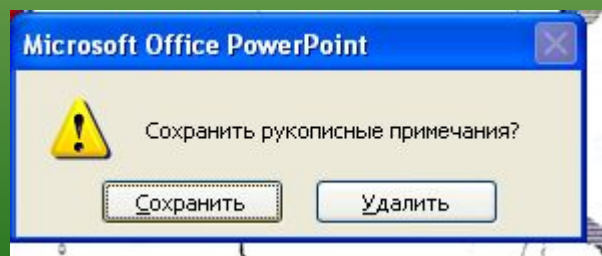 Microsoft Office PowerPoint
Сохранить рукописные примечания?
Сохранить Удалить